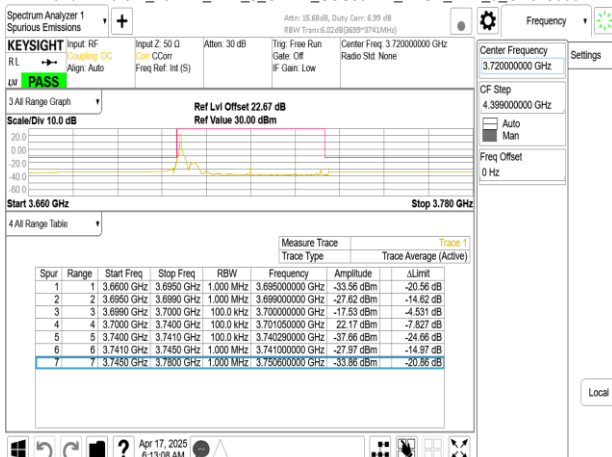 Spectrum Analyzer 1
Spurious Emissions
+
Attn: 15.68dB, Duty Corr: 6.99 dB
RBW Trans:6.02dB(3699~3741MHz)
Frequency
KEYSIGHT
RL
PASS
Input: RF
Coupling: DC
Align: Auto
Input Z: 50 Ω
Corr CCorr
Freq Ref: Int (S)
Atten: 30 dB
Trig: Free Run
Gate: Off
IF Gain: Low
Center Freq: 3.720000000 GHz
Radio Std: None
Center Frequency
3.720000000 GHz
Settings
CF Step
4.399000000 GHz
Auto
Man
Freq Offset
0 Hz
3 All Range Graph
Scale/Div 10.0 dB
Ref Lvl Offset 22.67 dB
Ref Value 30.00 dBm
20.0
0.00
-20.0
-40.0
-60.0
Start 3.660 GHz
Stop 3.780 GHz
4 All Range Table
Measure Trace Trace 1
Trace Type Trace Average (Active)
Spur Range Start Freq Stop Freq RBW Frequency Amplitude ΔLimit
1 1 3.6600 GHz 3.6950 GHz 1.000 MHz 3.695000000 GHz -33.56 dBm -20.56 dB
2 2 3.6950 GHz 3.6990 GHz 1.000 MHz 3.699000000 GHz -27.62 dBm -14.62 dB
3 3 3.6990 GHz 3.7000 GHz 100.0 kHz 3.700000000 GHz -17.53 dBm -4.531 dB
4 4 3.7000 GHz 3.7400 GHz 100.0 kHz 3.701050000 GHz 22.17 dBm -7.827 dB
5 5 3.7400 GHz 3.7410 GHz 100.0 kHz 3.740290000 GHz -37.66 dBm -24.66 dB
6 6 3.7410 GHz 3.7450 GHz 1.000 MHz 3.741000000 GHz -27.97 dBm -14.97 dB
7 7 3.7450 GHz 3.7800 GHz 1.000 MHz 3.750600000 GHz -33.86 dBm -20.86 dB
Local
?
Apr 17, 2025
6:13:08 AM